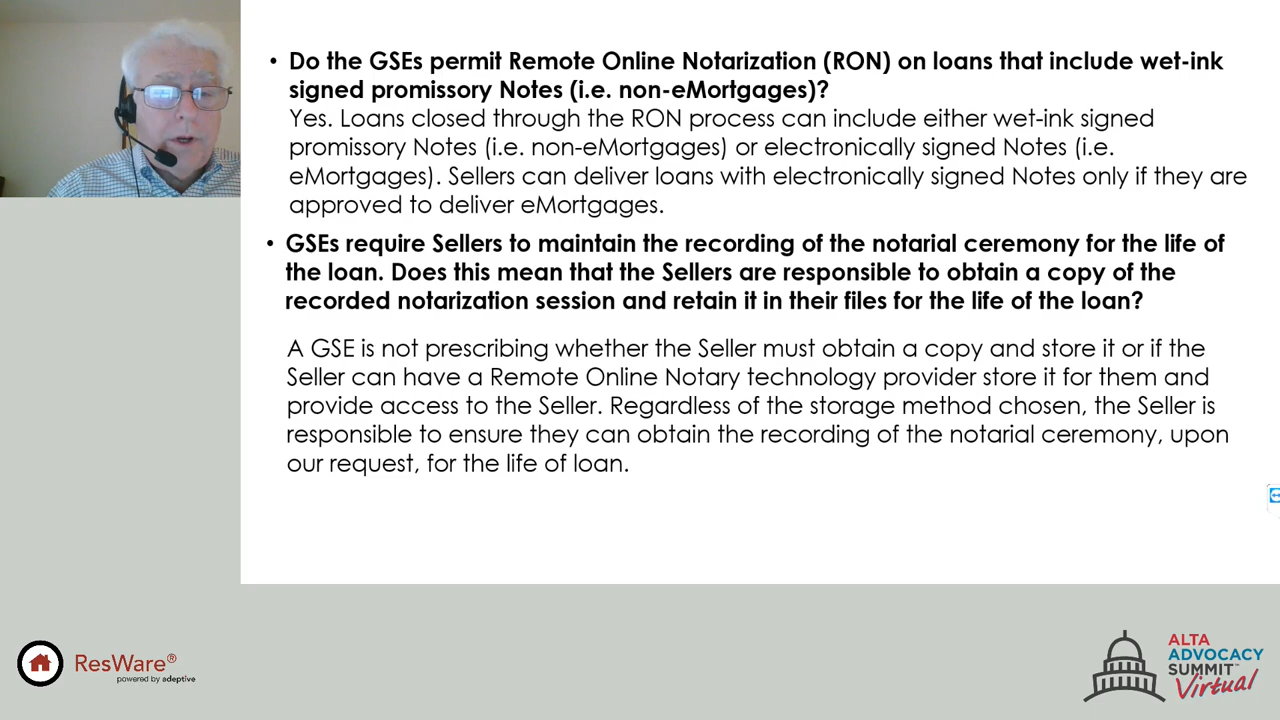 • Do the GSEs permit Remote Online Notarization (RON) on loans that include wet-ink
signed promissory Notes (i.e. non-eMortgages)?
Yes. Loans closed through the RON process can include either wet-ink signed
promissory Notes (i.e. non-eMortgages) or electronically signed Notes (i.e.
eMortgages). Sellers can deliver loans with electronically signed Notes only if they are
approved to deliver eMortgages.
• GSEs require Sellers to maintain the recording of the notarial ceremony for the life of
the loan. Does this mean that the Sellers are responsible to obtain a copy of the
recorded notarization session and retain it in their files for the life of the loan?
A GSE is not prescribing whether the Seller must obtain a copy and store it or if the
Seller can have a Remote Online Notary technology provider store it for them and
provide access to the Seller. Regardless of the storage method chosen, the Seller is
responsible to ensure they can obtain the recording of the notarial ceremony, upon
our request, for the life of loan.
ResWare®
powered by adeptive
ALTA
ADVOCACY
SUMMIT™
Virtual